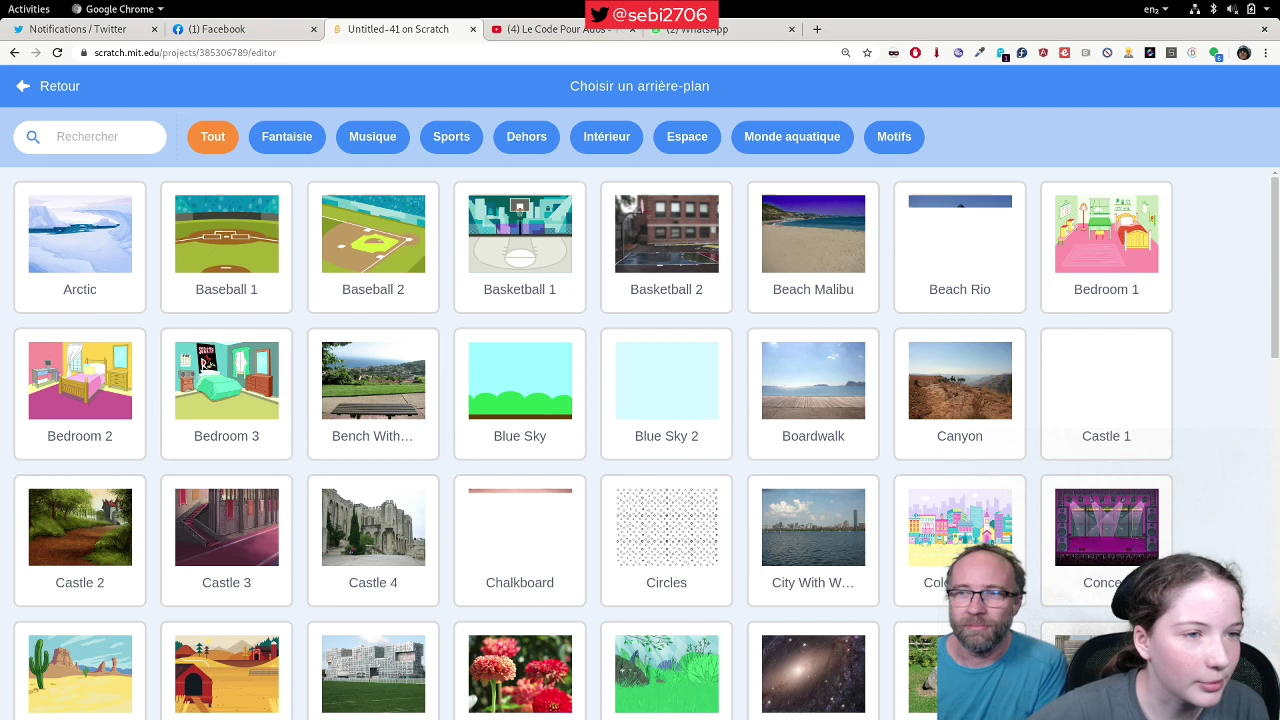 Activities
Google Chrome
@sebi2706
en₂
Notifications / Twitter
(1) Facebook
Untitled-41 on Scratch
(4) Le Code Pour Ados -
(2) WhatsApp
scratch.mit.edu/projects/385306789/editor
Retour
Choisir un arrière-plan
Rechercher
Tout
Fantaisie
Musique
Sports
Dehors
Intérieur
Espace
Monde aquatique
Motifs
Arctic
Baseball 1
Baseball 2
Basketball 1
Basketball 2
Beach Malibu
Beach Rio
Bedroom 1
Bedroom 2
Bedroom 3
Bench With…
Blue Sky
Blue Sky 2
Boardwalk
Canyon
Castle 1
Castle 2
Castle 3
Castle 4
Chalkboard
Circles
City With W…